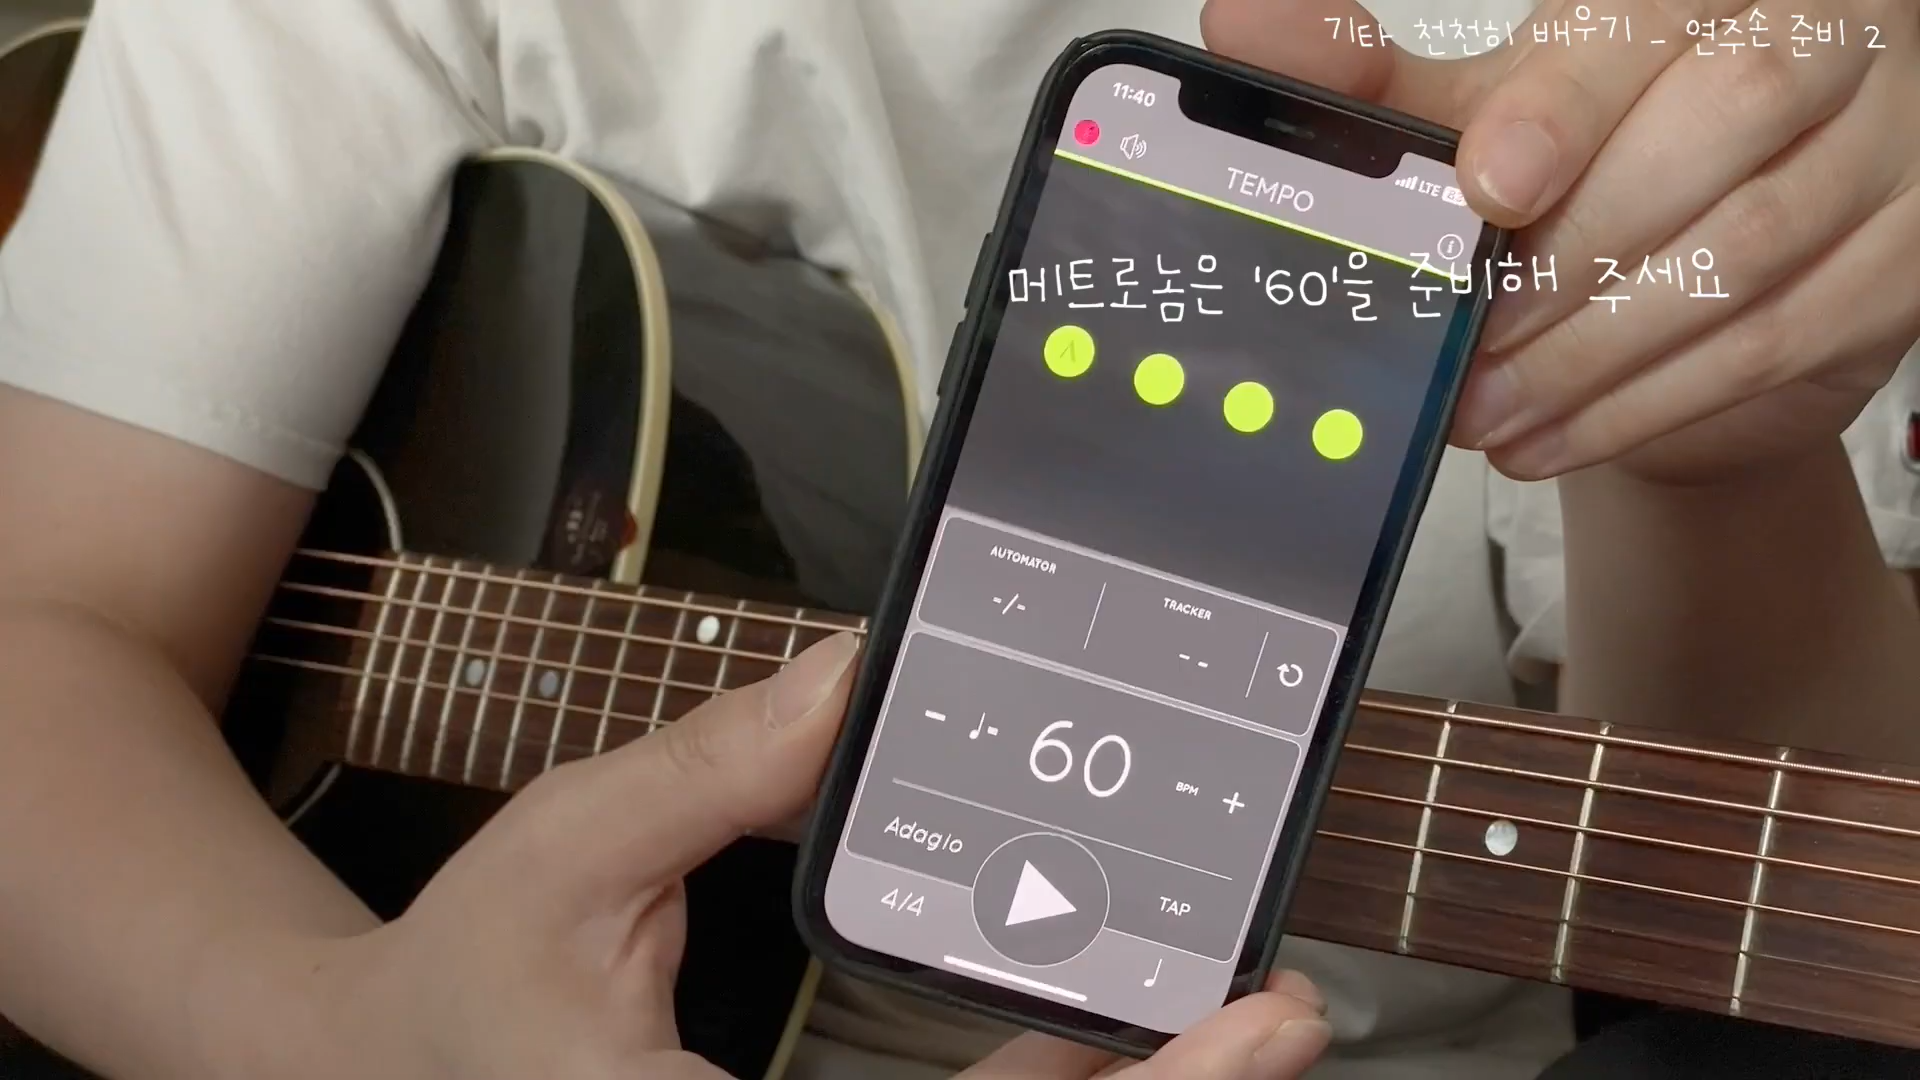 기타 천천히 배우기 - 연주손 준비 2
11:40
LTE
TEMPO
메트로놈은 '60'을 준비해 주세요
AUTOMATOR
-/-
TRACKER
--
60
BPM
+
Adagio
4/4
TAP